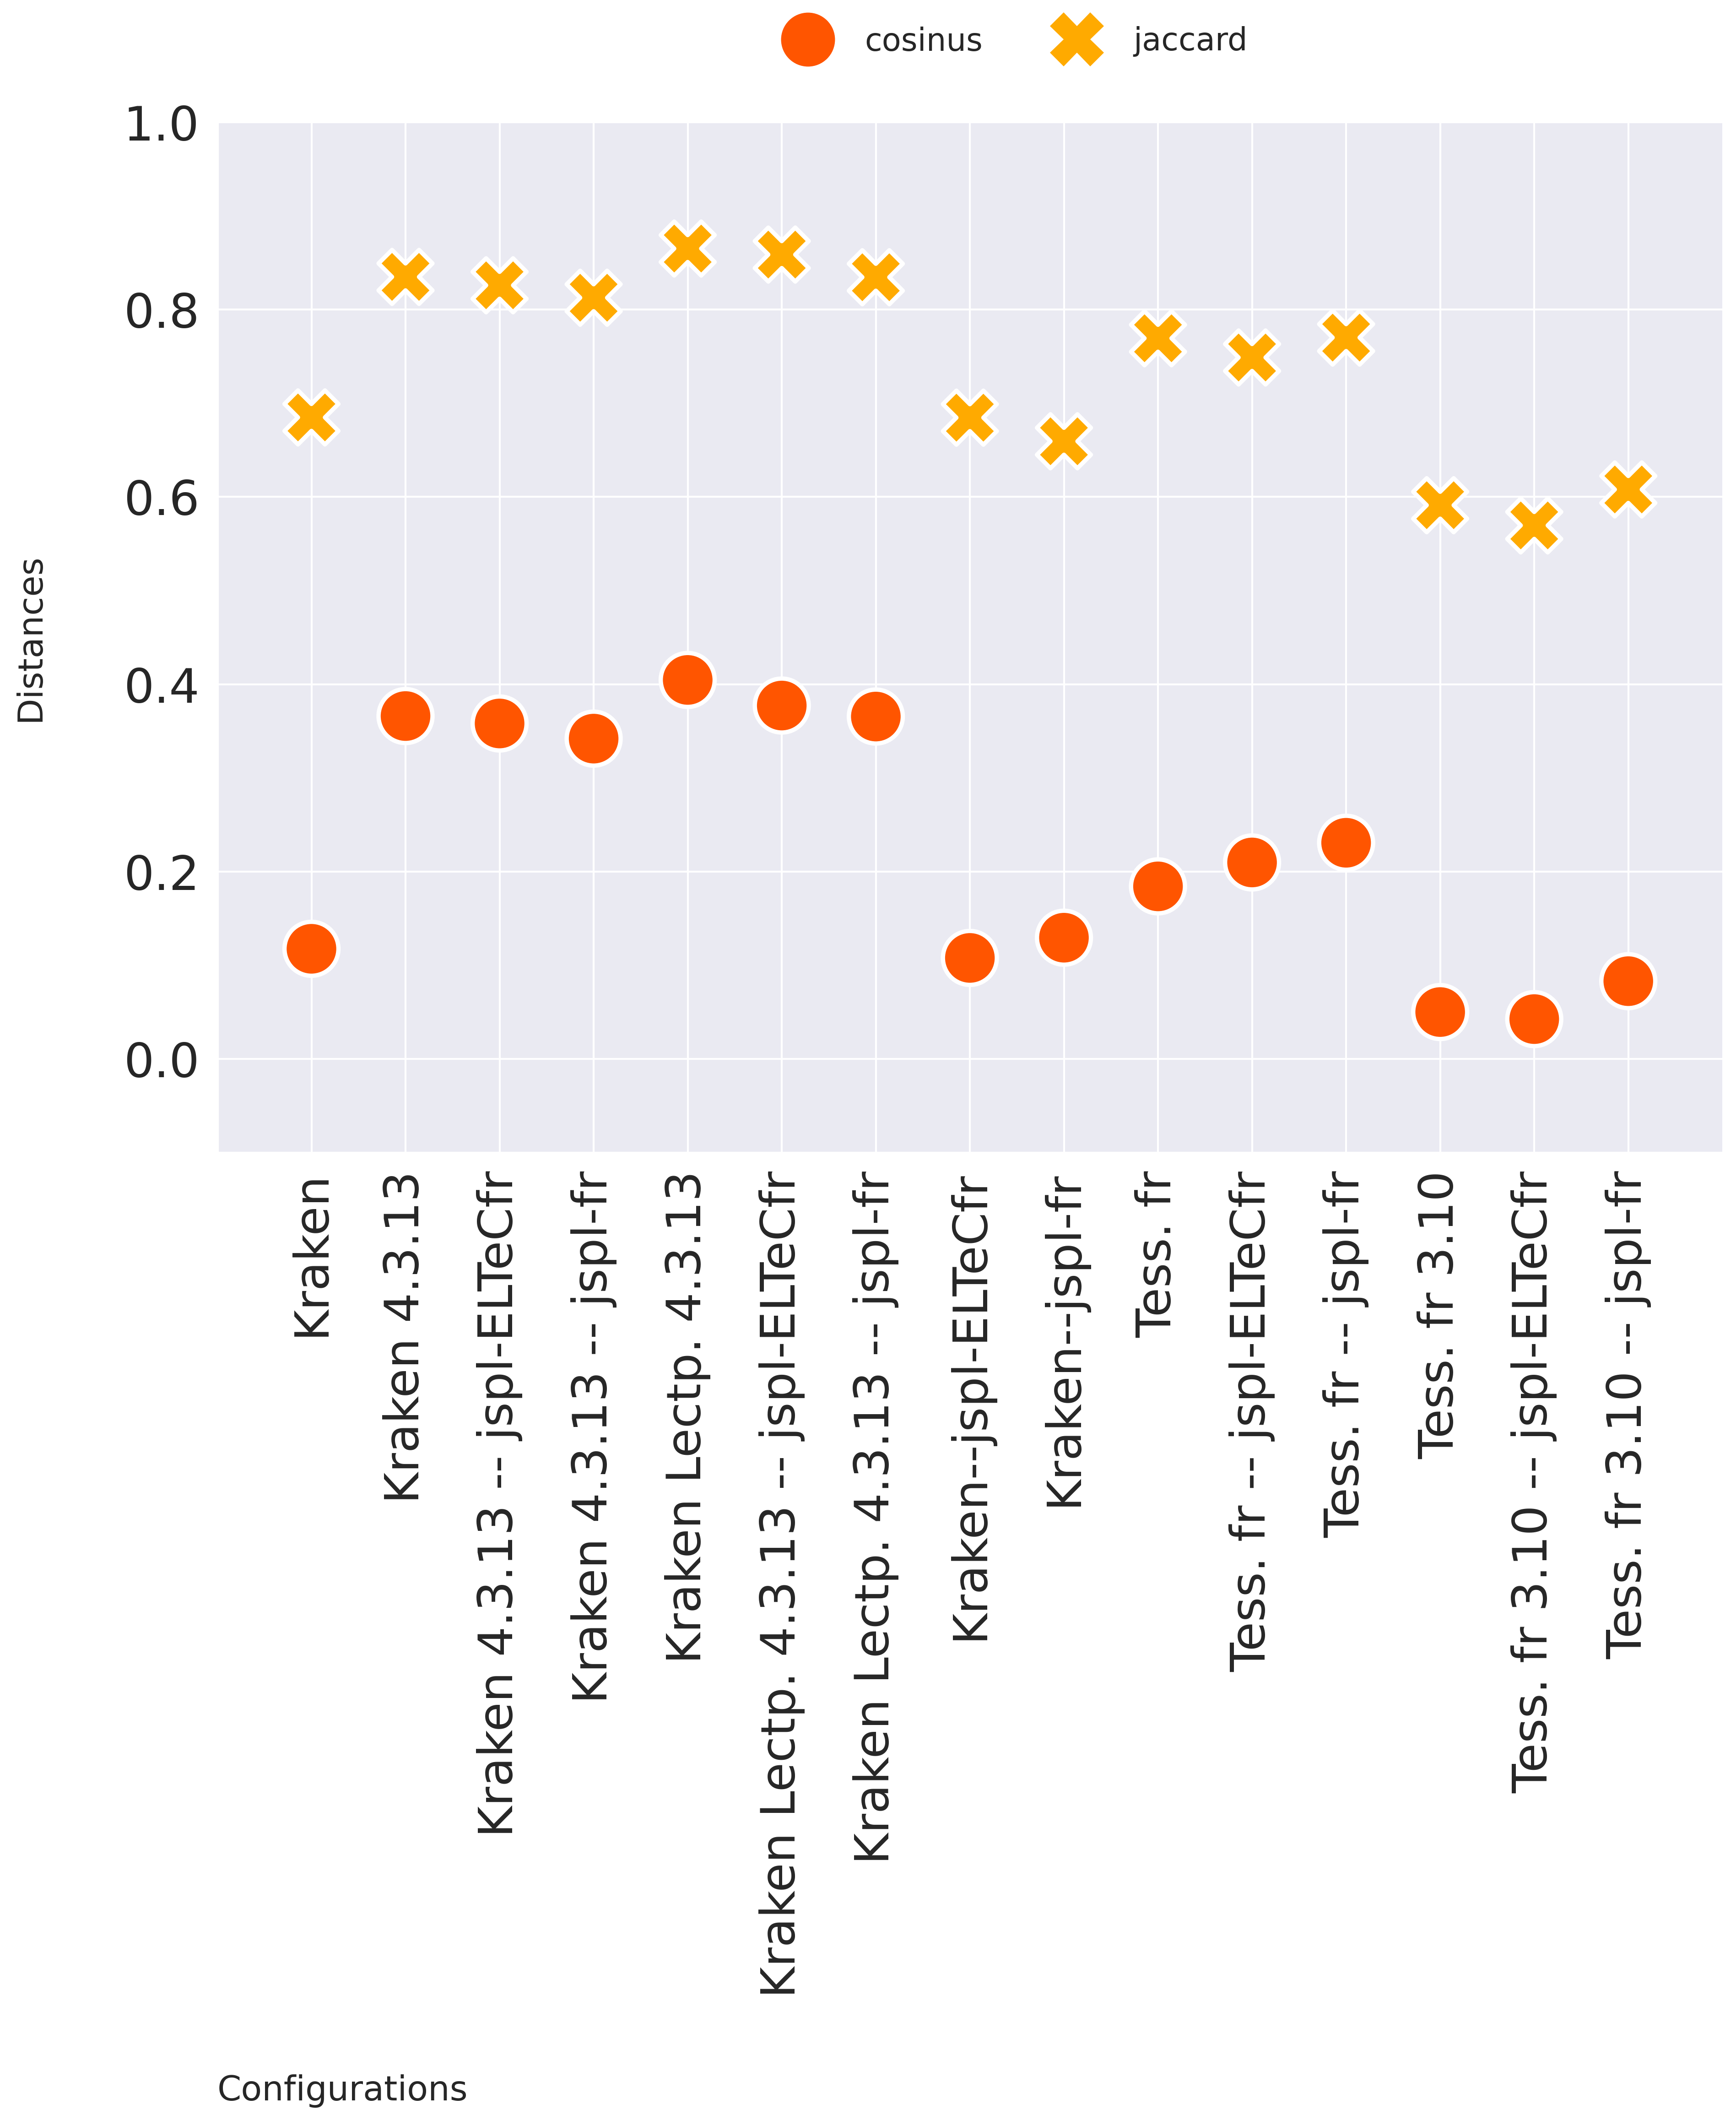 cosinus jaccard
1.0
0.8
0.6
0.4
0.2
0.0
Distances
Kraken
Kraken 4.3.13
Kraken 4.3.13 -- jspl-ELTeCfr
Kraken 4.3.13 -- jspl-fr
Kraken Lectp. 4.3.13
Kraken Lectp. 4.3.13 -- jspl-ELTeCfr
Kraken Lectp. 4.3.13 -- jspl-fr
Kraken--jspl-ELTeCfr
Kraken--jspl-fr
Tess. fr
Tess. fr -- jspl-ELTeCfr
Tess. fr -- jspl-fr
Tess. fr 3.10
Tess. fr 3.10 -- jspl-ELTeCfr
Tess. fr 3.10 -- jspl-fr
Configurations